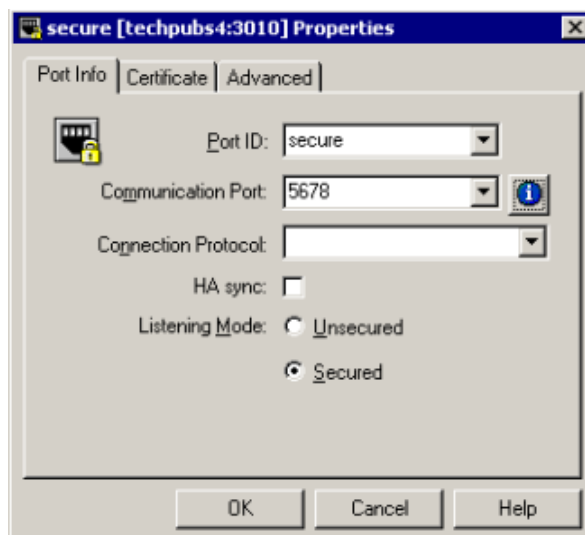 secure [techpubs4:3010] Properties
Port Info Certificate Advanced
Port ID: secure
Communication Port: 5678
Connection Protocol:
HA sync:
Listening Mode: Unsecured
Secured
OK Cancel Help